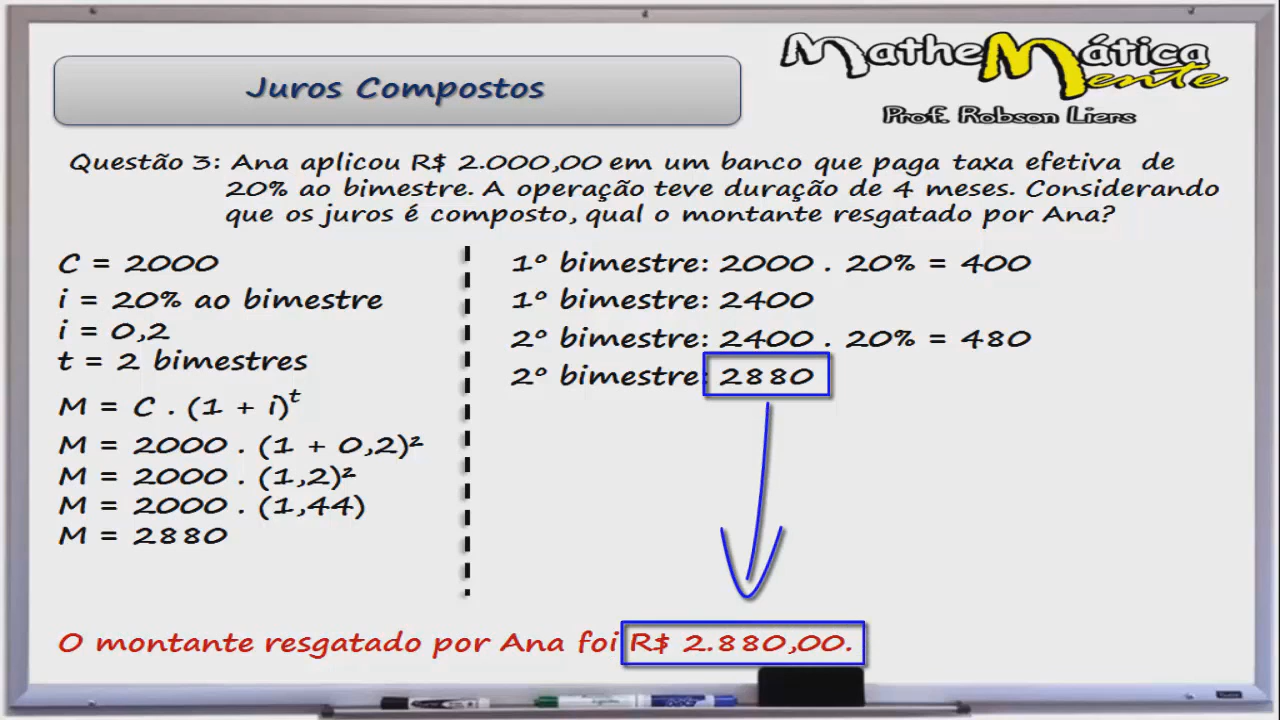 Juros Compostos
MatheMática
mente
Prof. Robson Liers
Questão 3: Ana aplicou R$ 2.000,00 em um banco que paga taxa efetiva de
20% ao bimestre. A operação teve duração de 4 meses. Considerando
que os juros é composto, qual o montante resgatado por Ana?
C = 2000
i = 20% ao bimestre
i = 0,2
t = 2 bimestres
M = C . (1 + i)ᵗ
M = 2000 . (1 + 0,2)²
M = 2000 . (1,2)²
M = 2000 . (1,44)
M = 2880
1º bimestre: 2000 . 20% = 400
1º bimestre: 2400
2º bimestre: 2400 . 20% = 480
2º bimestre: 2880
O montante resgatado por Ana foi R$ 2.880,00.